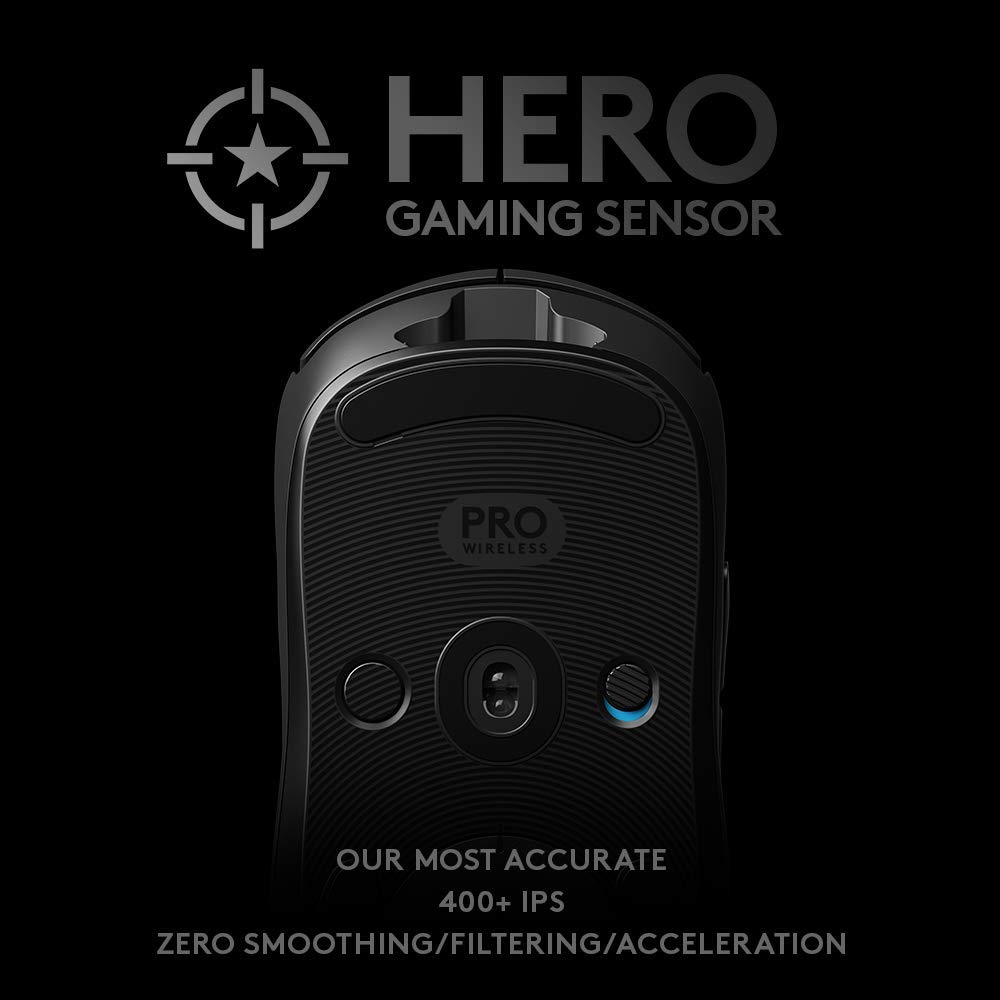 HERO
GAMING SENSOR
PRO
WIRELESS
OUR MOST ACCURATE
400+ IPS
ZERO SMOOTHING/FILTERING/ACCELERATION